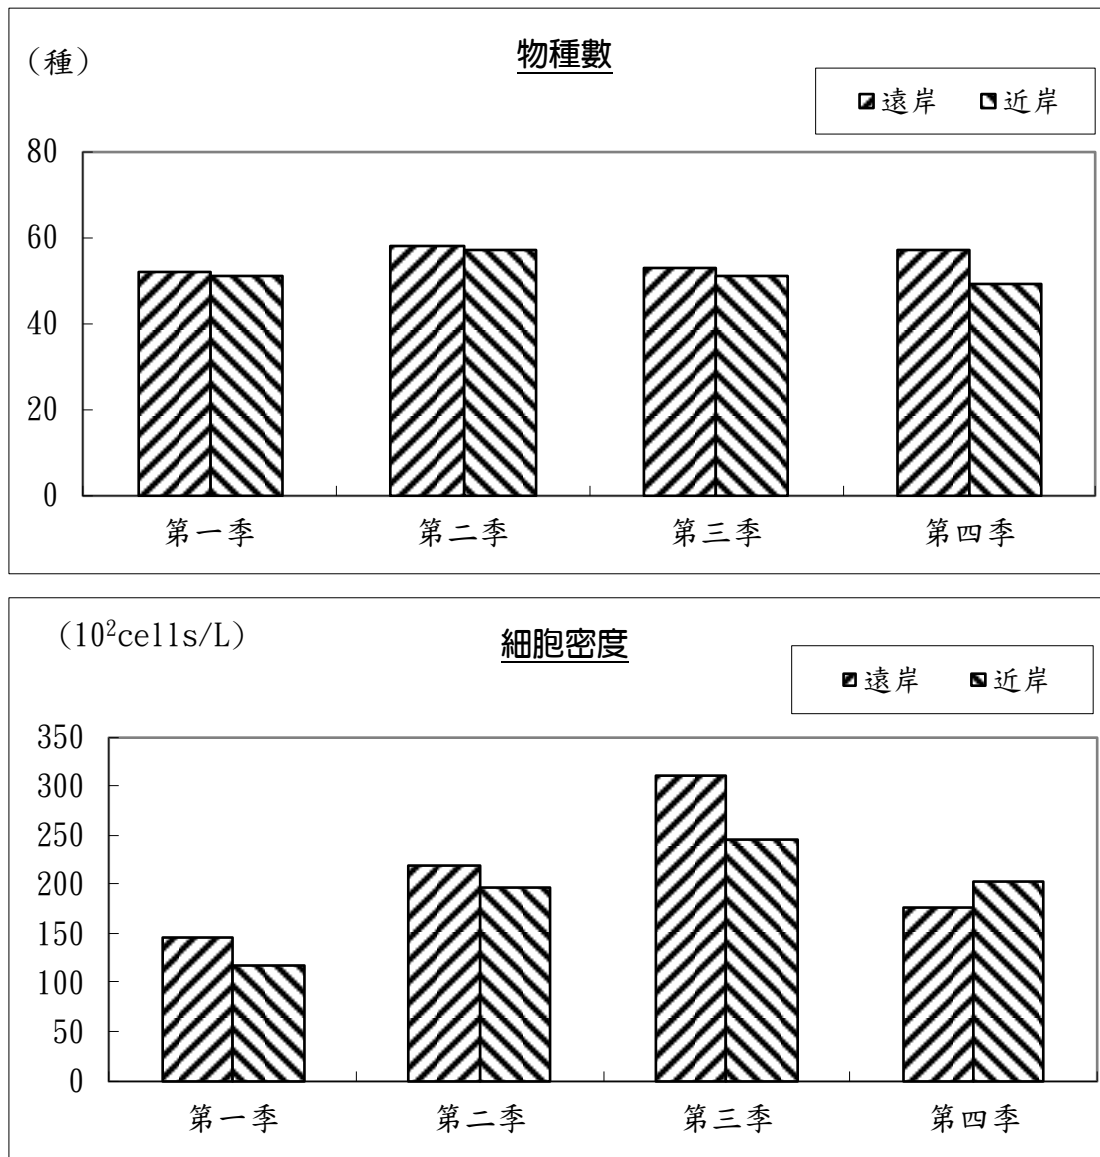 物種數
(種)
遠岸 近岸
80
60
40
20
0
第一季 第二季 第三季 第四季
(10²cells/L)
細胞密度
遠岸 近岸
350
300
250
200
150
100
50
0
第一季 第二季 第三季 第四季